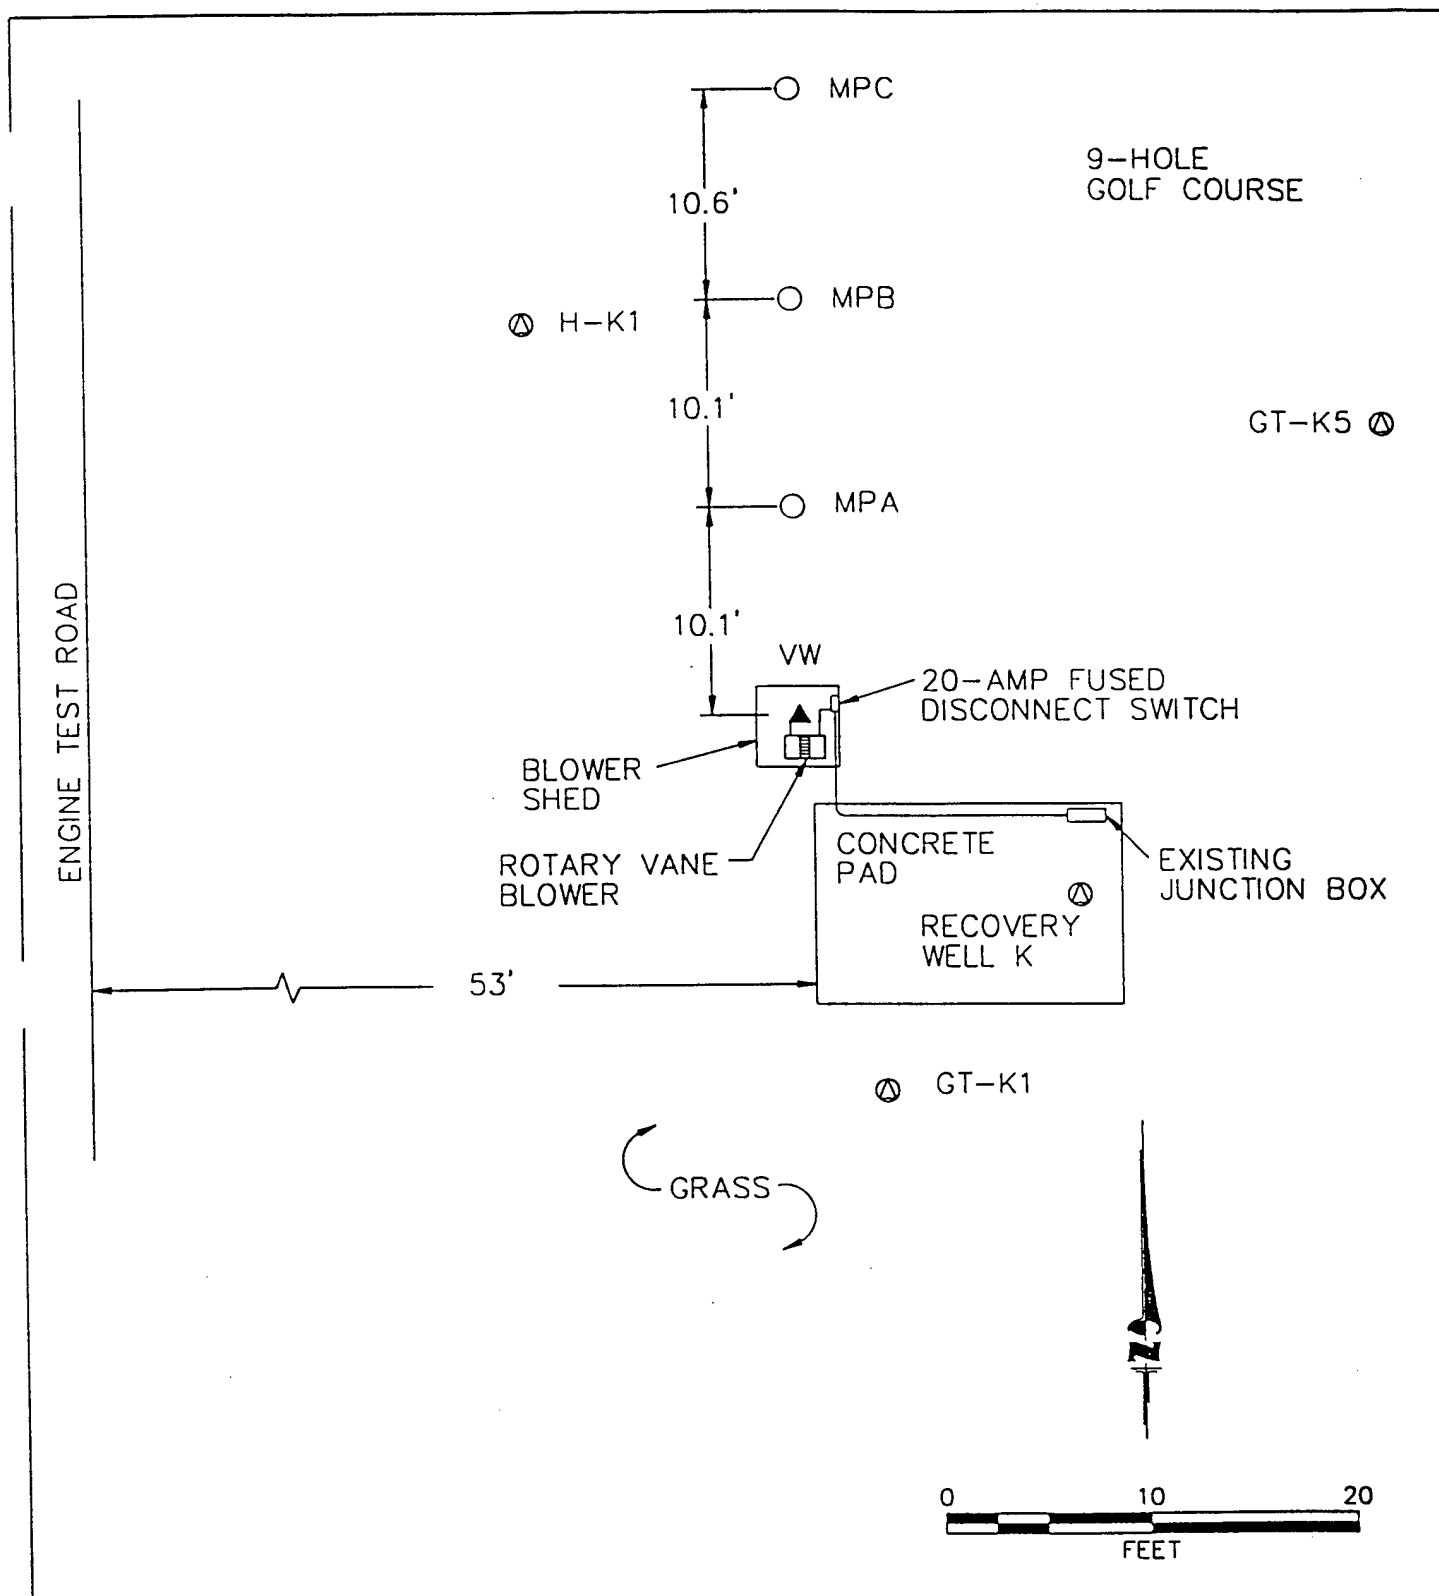 MPC
9-HOLE
GOLF COURSE
10.6'
MPB
H-K1
10.1'
GT-K5
MPA
ENGINE TEST ROAD
10.1'
VW
20-AMP FUSED
DISCONNECT SWITCH
BLOWER
SHED
ROTARY VANE
BLOWER
CONCRETE
PAD
EXISTING
JUNCTION BOX
RECOVERY
WELL K
53'
GT-K1
GRASS
N
0 10 20
FEET